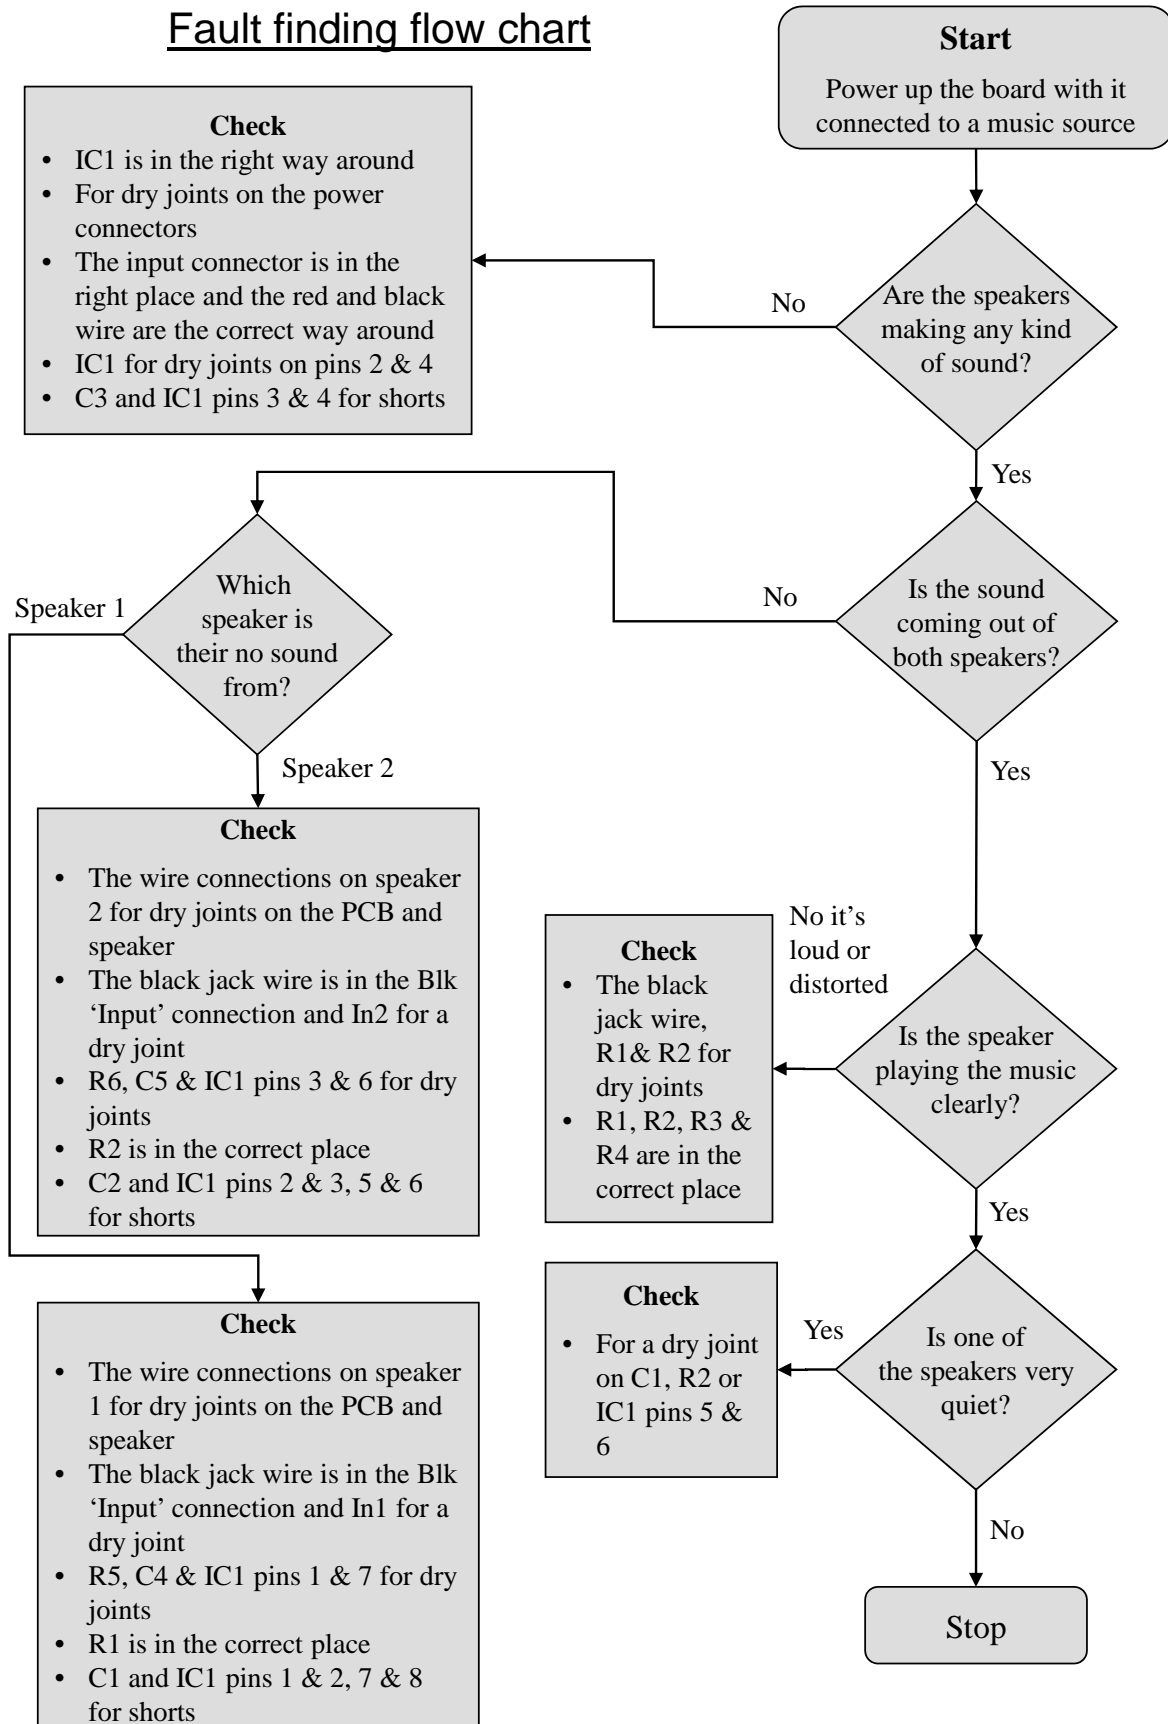 Fault finding flow chart
Start
Power up the board with it
connected to a music source
Check
• IC1 is in the right way around
• For dry joints on the power
connectors
• The input connector is in the
right place and the red and black
wire are the correct way around
• IC1 for dry joints on pins 2 & 4
• C3 and IC1 pins 3 & 4 for shorts
No
Are the speakers
making any kind
of sound?
Yes
Is the sound
coming out of
both speakers?
No
Which
speaker is
their no sound
from?
Speaker 1
Speaker 2
Yes
Check
• The wire connections on speaker
2 for dry joints on the PCB and
speaker
• The black jack wire is in the Blk
‘Input’ connection and In2 for a
dry joint
• R6, C5 & IC1 pins 3 & 6 for dry
joints
• R2 is in the correct place
• C2 and IC1 pins 2 & 3, 5 & 6
for shorts
No it’s
loud or
distorted
Check
• The black
jack wire,
R1& R2 for
dry joints
• R1, R2, R3 &
R4 are in the
correct place
Is the speaker
playing the music
clearly?
Yes
Check
• For a dry joint
on C1, R2 or
IC1 pins 5 &
6
Yes
Is one of
the speakers very
quiet?
No
Stop
Check
• The wire connections on speaker
1 for dry joints on the PCB and
speaker
• The black jack wire is in the Blk
‘Input’ connection and In1 for a
dry joint
• R5, C4 & IC1 pins 1 & 7 for dry
joints
• R1 is in the correct place
• C1 and IC1 pins 1 & 2, 7 & 8
for shorts